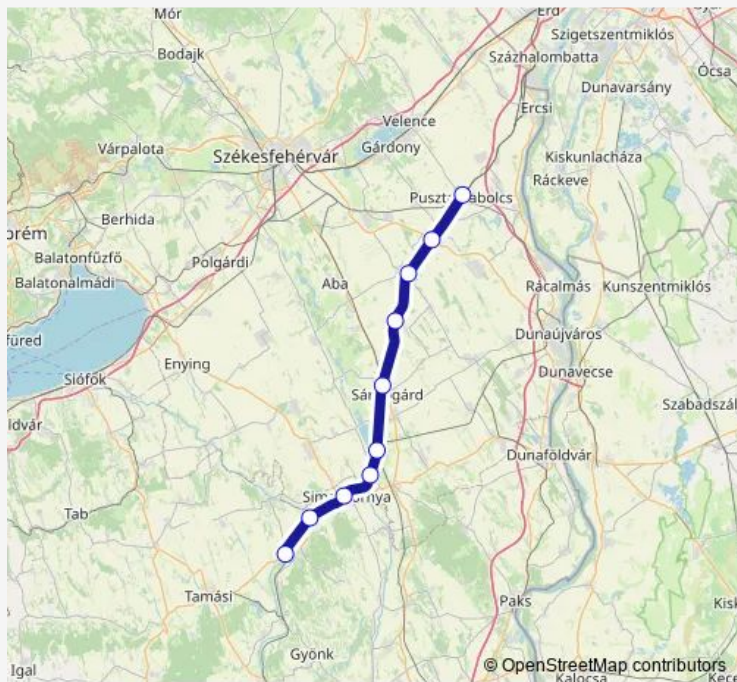 Mór
Érd
Bodajk
Szigetszentmiklós
Százhalombatta
Ócsa
Dunavarsány
Ercsi
Velence
Várpalota
Székesfehérvár
Gárdony
Kiskunlacháza
Ráckeve
Berhida
Balatonfűzfő
Polgárdi
Balatonalmádi
Aba
Rácalmás
Kunszentmiklós
Dunaújváros
Enying
Siófok
Dunavecse
Dunaföldvár
Tab
Tamási
Paks
Gyönk
Igal
Kalocsa
© OpenStreetMap contributors